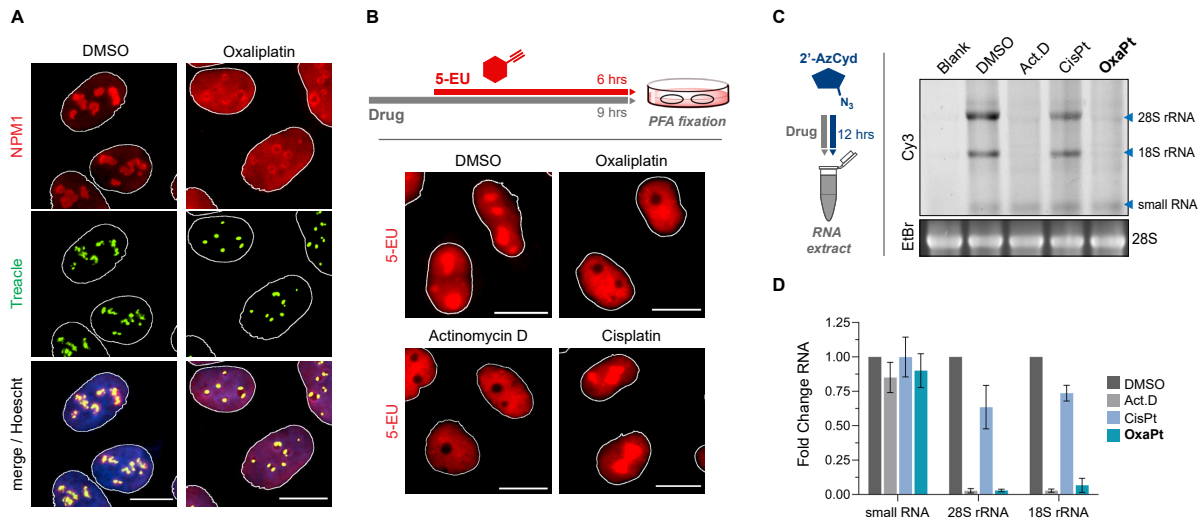 A
DMSO
Oxaliplatin
NPM1
Treacle
merge / Hoescht
B
5-EU
6 hrs
9 hrs
Drug
PFA fixation
DMSO
Oxaliplatin
5-EU
Actinomycin D
Cisplatin
5-EU
C
2'-AzCyd
N3
Drug
12 hrs
RNA
extract
Blank
DMSO
Act.D
CisPt
OxaPt
Cy3
28S rRNA
18S rRNA
small RNA
EtBr
28S
D
Fold Change RNA
1.25
1.00
0.75
0.50
0.25
0.00
small RNA
28S rRNA
18S rRNA
DMSO
Act.D
CisPt
OxaPt